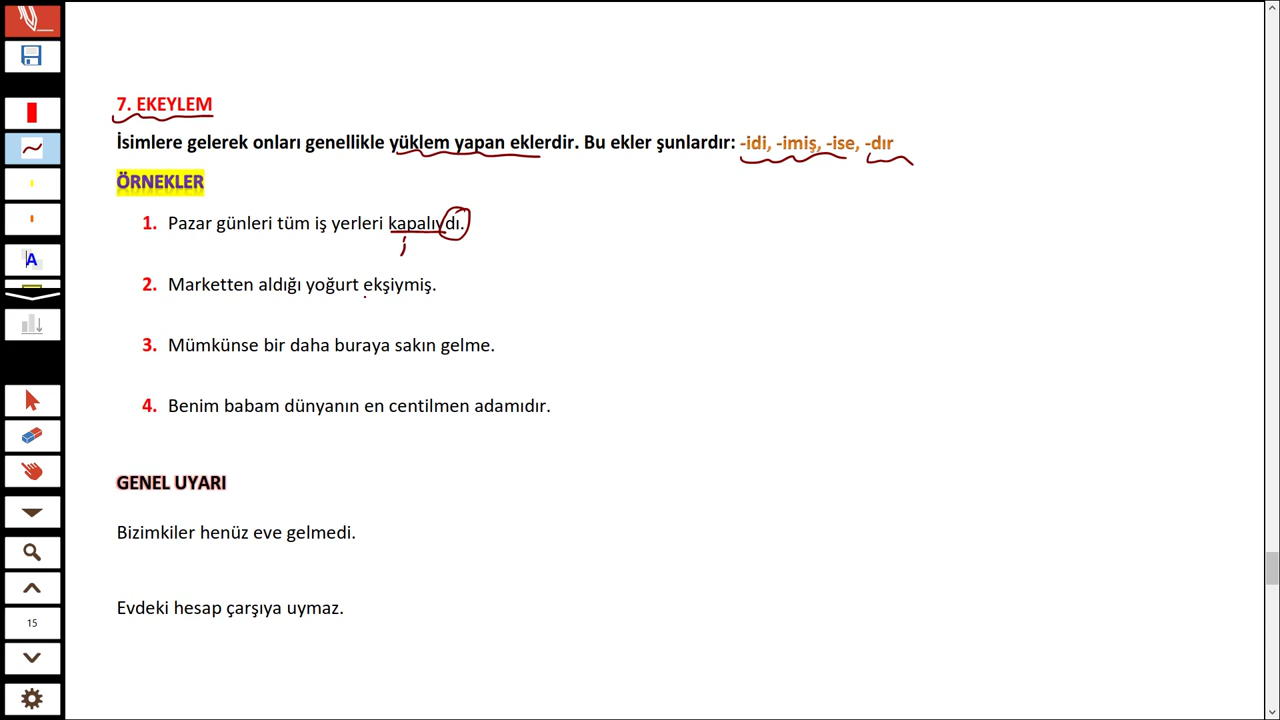 7. EKEYLEM
İsimlere gelerek onları genellikle yüklem yapan eklerdir. Bu ekler şunlardır: -idi, -imiş, -ise, -dır
ÖRNEKLER
1. Pazar günleri tüm iş yerleri kapalıydı.
i
2. Marketten aldığı yoğurt ekşiymiş.
3. Mümkünse bir daha buraya sakın gelme.
4. Benim babam dünyanın en centilmen adamıdır.
GENEL UYARI
Bizimkiler henüz eve gelmedi.
Evdeki hesap çarşıya uymaz.
A
15